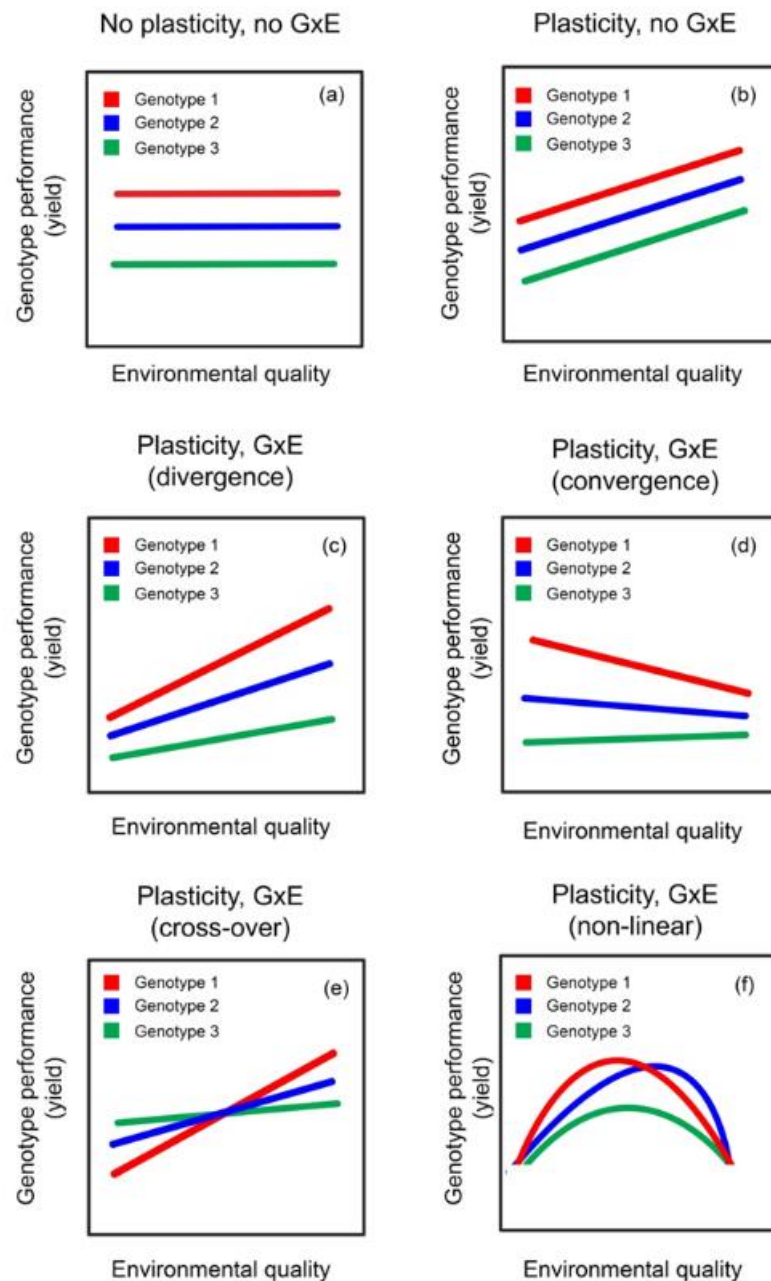 No plasticity, no GxE
Genotype performance
(yield)
Genotype 1
Genotype 2
Genotype 3
(a)
Environmental quality
Plasticity, no GxE
Genotype performance
(yield)
Genotype 1
Genotype 2
Genotype 3
(b)
Environmental quality
Plasticity, GxE
(divergence)
Genotype performance
(yield)
Genotype 1
Genotype 2
Genotype 3
(c)
Environmental quality
Plasticity, GxE
(convergence)
Genotype performance
(yield)
Genotype 1
Genotype 2
Genotype 3
(d)
Environmental quality
Plasticity, GxE
(cross-over)
Genotype performance
(yield)
Genotype 1
Genotype 2
Genotype 3
(e)
Environmental quality
Plasticity, GxE
(non-linear)
Genotype performance
(yield)
Genotype 1
Genotype 2
Genotype 3
(f)
Environmental quality